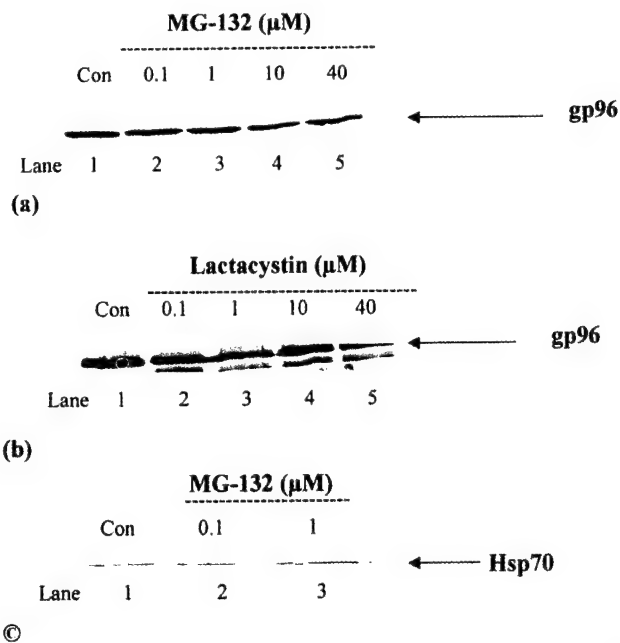 MG-132 (µM)
Con 0.1 1 10 40
gp96
Lane 1 2 3 4 5
(a)
Lactacystin (µM)
Con 0.1 1 10 40
gp96
Lane 1 2 3 4 5
(b)
MG-132 (µM)
Con 0.1 1
Hsp70
Lane 1 2 3
©